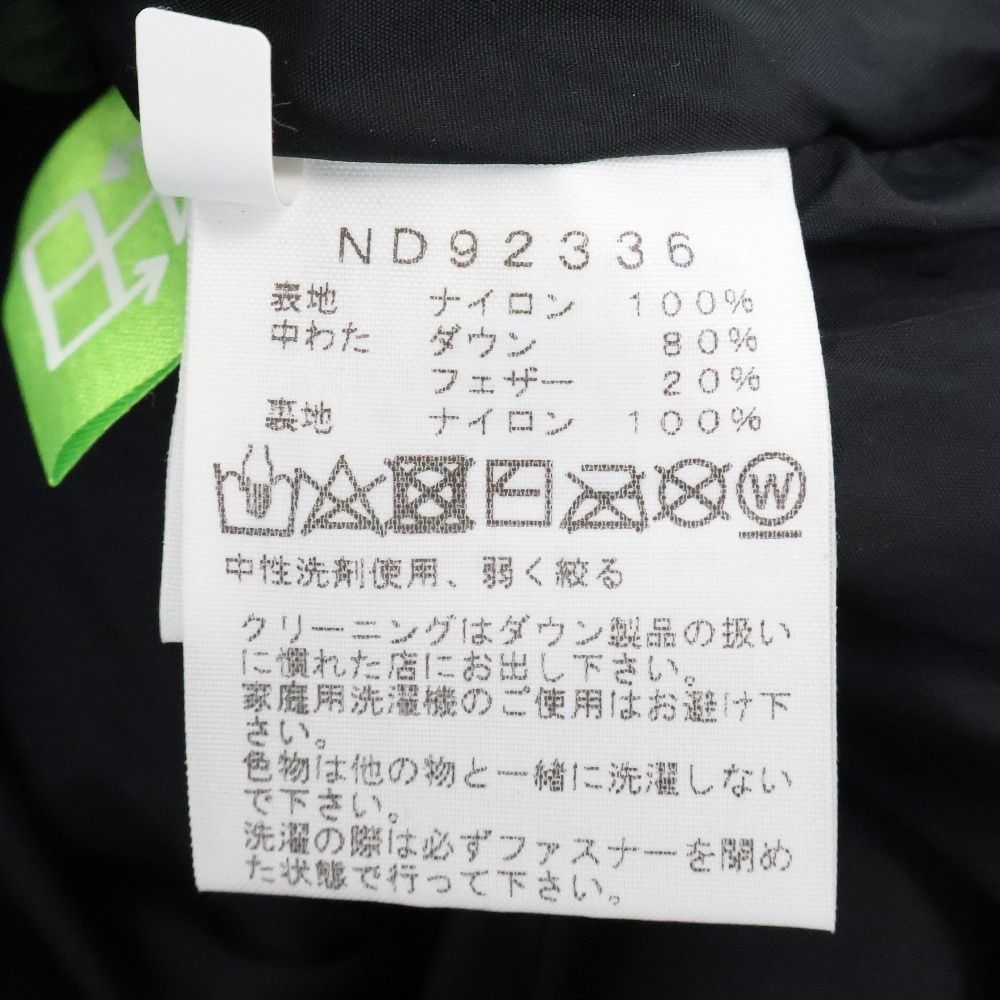 ND92336
表地 ナイロン 100%
中わた ダウン 80%
フェザー 20%
裏地 ナイロン 100%
W
中性洗剤使用、弱く絞る
クリーニングはダウン製品の扱い
に慣れた店にお出し下さい。
家庭用洗濯機のご使用はお避け下
さい。
色物は他の物と一緒に洗濯しない
で下さい。
洗濯の際は必ずファスナーを閉め
た状態で行って下さい。